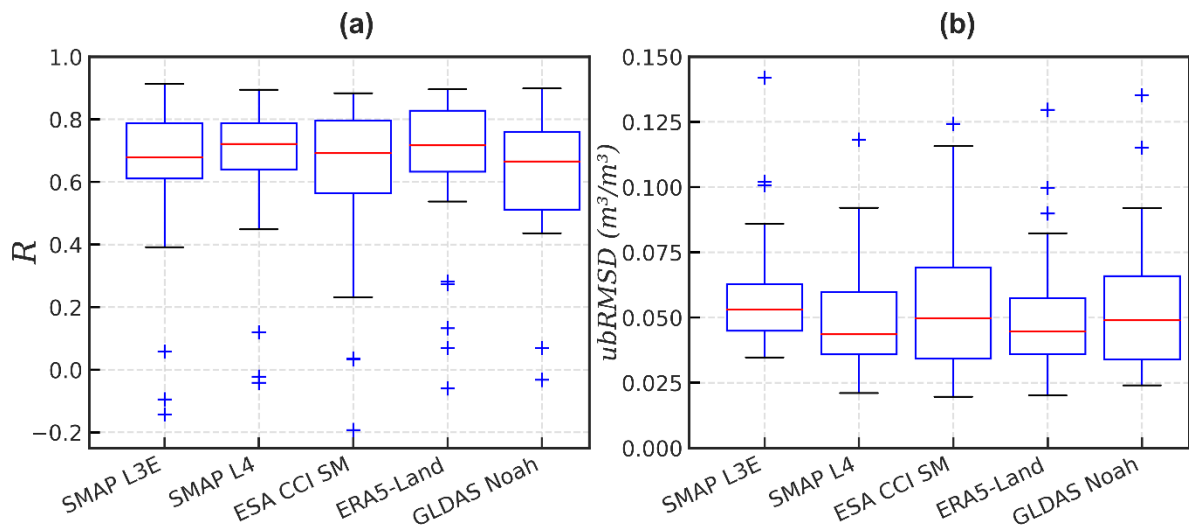 (a)
(b)
R
1.0
0.8
0.6
0.4
0.2
0.0
−0.2
SMAP L3E
SMAP L4
ESA CCI SM
ERA5-Land
GLDAS Noah
ubRMSD (m³/m³)
0.150
0.125
0.100
0.075
0.050
0.025
0.000
SMAP L3E
SMAP L4
ESA CCI SM
ERA5-Land
GLDAS Noah